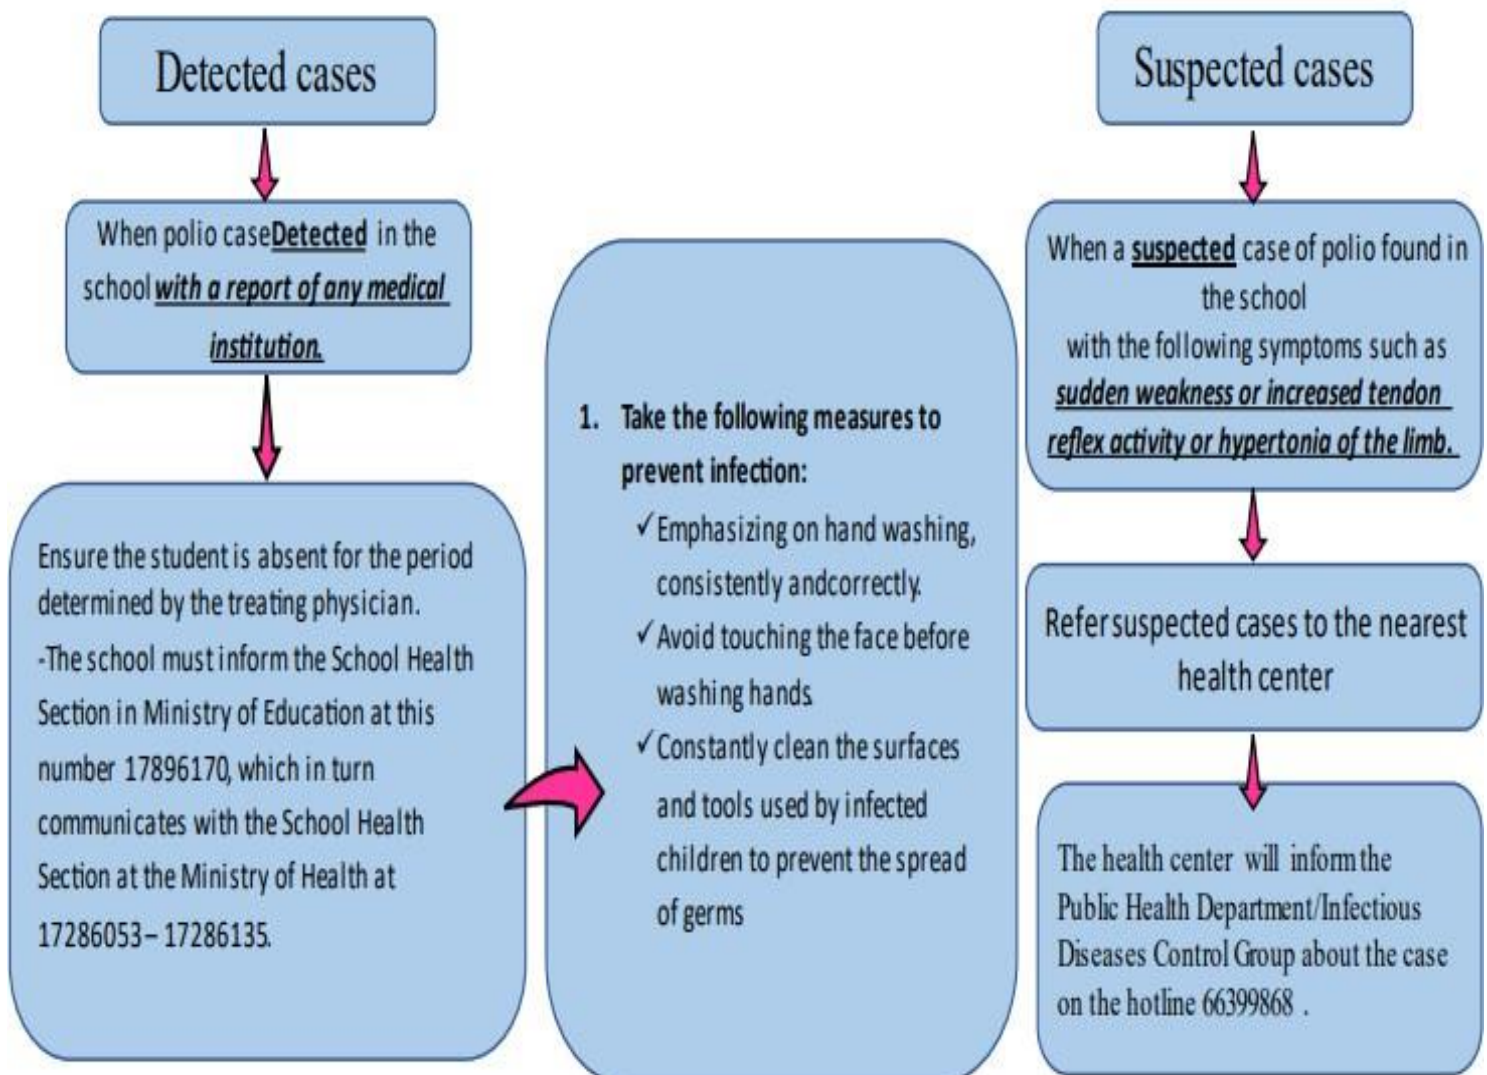 Detected cases
When polio caseDetected in the
school with a report of any medical
institution.
Ensure the student is absent for the period
determined by the treating physician.
-The school must inform the School Health
Section in Ministry of Education at this
number 17896170, which in turn
communicates with the School Health
Section at the Ministry of Health at
17286053 – 17286135.
1. Take the following measures to
prevent infection:
✓Emphasizing on hand washing,
consistently andcorrectly.
✓Avoid touching the face before
washing hands.
✓Constantly clean the surfaces
and tools used by infected
children to prevent the spread
of germs
Suspected cases
When a suspected case of polio found in
the school
with the following symptoms such as
sudden weakness or increased tendon
reflex activity or hypertonia of the limb.
Refer suspected cases to the nearest
health center
The health center will inform the
Public Health Department/Infectious
Diseases Control Group about the case
on the hotline 66399868 .